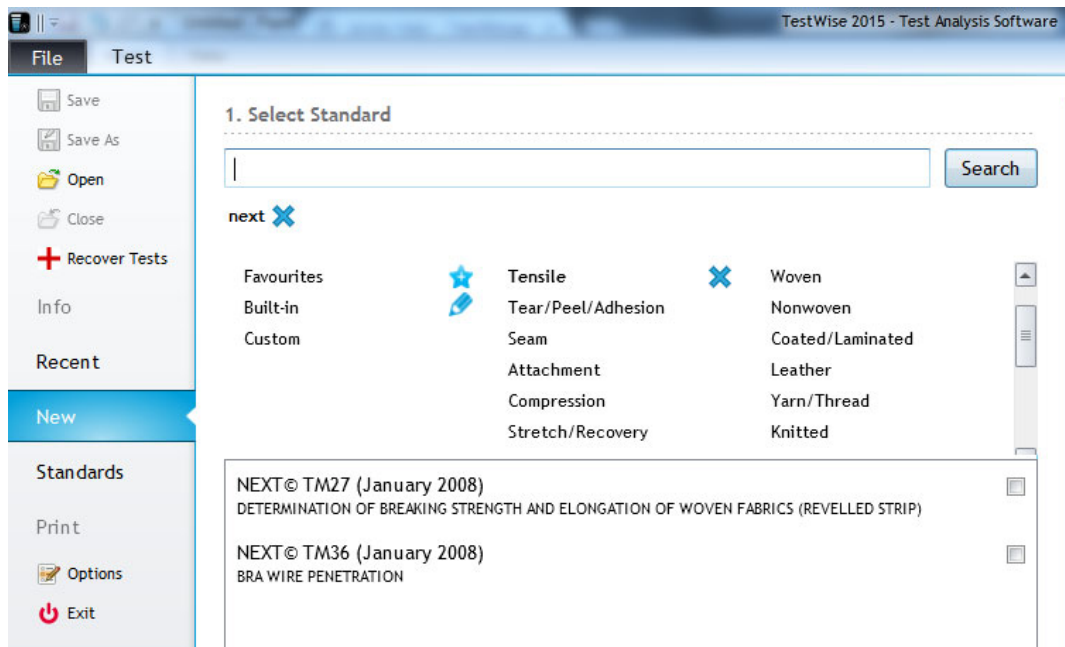 TestWise 2015 - Test Analysis Software
File
Test
Save
Save As
Open
Close
Recover Tests
Info
Recent
New
Standards
Print
Options
Exit
1. Select Standard
Search
next
Favourites
Built-in
Custom
Tensile
Tear/Peel/Adhesion
Seam
Attachment
Compression
Stretch/Recovery
Woven
Nonwoven
Coated/Laminated
Leather
Yarn/Thread
Knitted
NEXT© TM27 (January 2008)
DETERMINATION OF BREAKING STRENGTH AND ELONGATION OF WOVEN FABRICS (REVELLED STRIP)
NEXT© TM36 (January 2008)
BRA WIRE PENETRATION